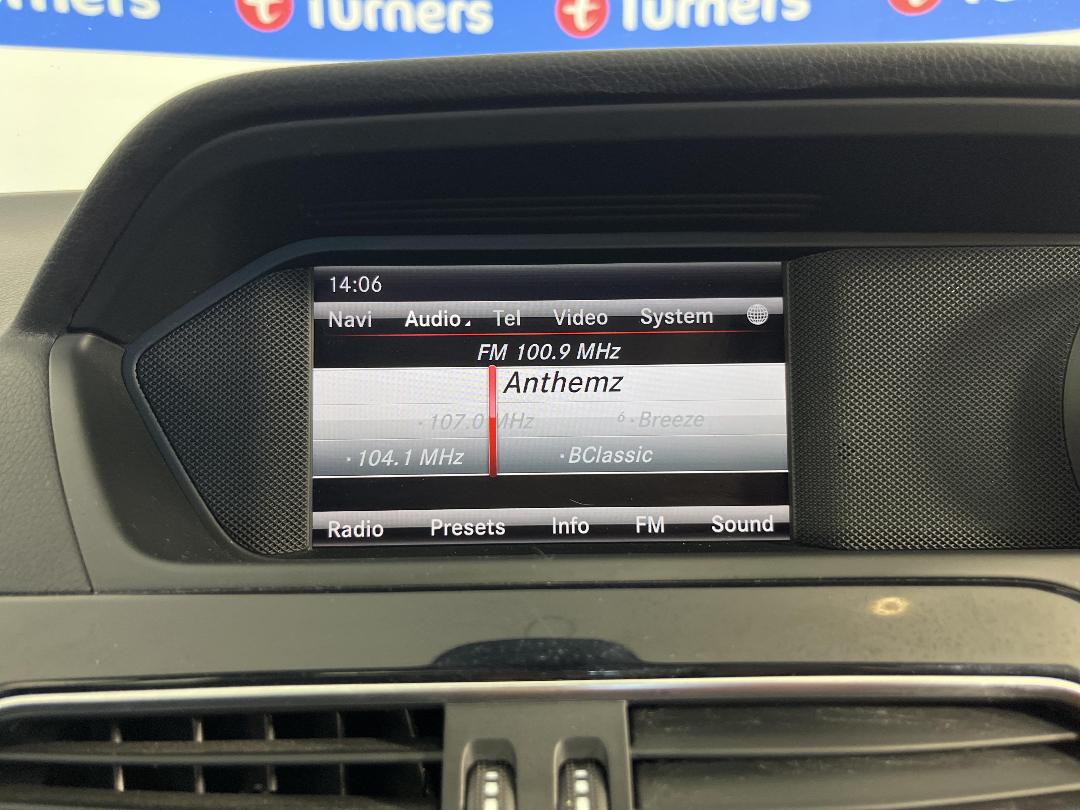 Turners Turners
14:06
Navi Audio Tel Video System
FM 100.9 MHz
Anthemz
·107.0 MHz 6·Breeze
·104.1 MHz ·BClassic
Radio Presets Info FM Sound